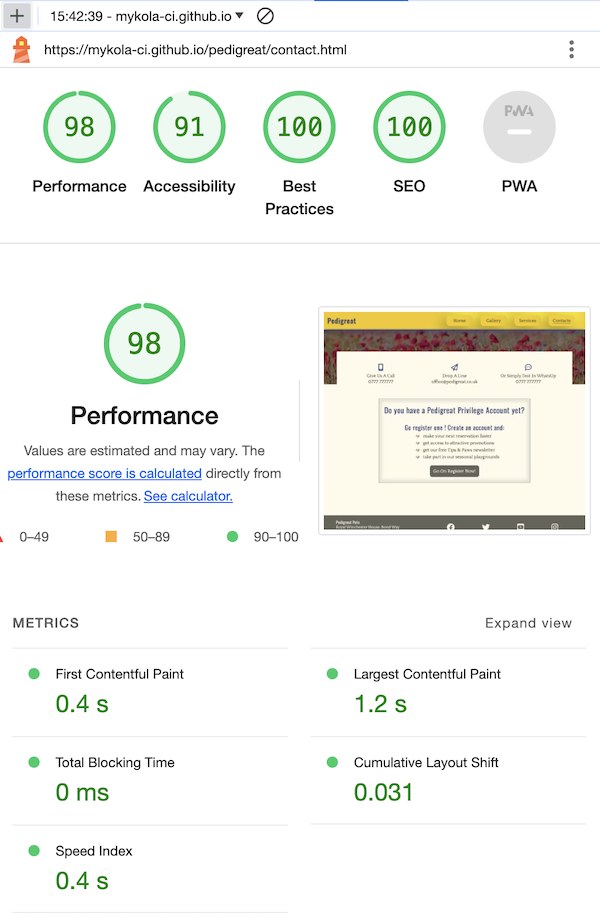 15:42:39 - mykola-ci.github.io
https://mykola-ci.github.io/pedigreat/contact.html
98 91 100 100 PWA
Performance Accessibility Best Practices SEO PWA
98
Performance
Values are estimated and may vary. The
performance score is calculated directly from
these metrics. See calculator.
0–49 50–89 90–100
Pedigreat Home Gallery Services Contacts
Give Us A Call Drop A Line Or Simply Text In WhatsUp
0777 777777 office@pedigreat.co.uk 0777 777777
Do you have a Pedigreat Privilege Account yet?
Go register one ! Create an account and:
make your next reservation faster
get access to attractive promotions
get our free Tips & Paws newsletter
take part in our seasonal playgrounds
Go On Register Now!
Pedigreat Pets
Royal Winchester House, Bond Way
METRICS Expand view
First Contentful Paint Largest Contentful Paint
0.4 s 1.2 s
Total Blocking Time Cumulative Layout Shift
0 ms 0.031
Speed Index
0.4 s